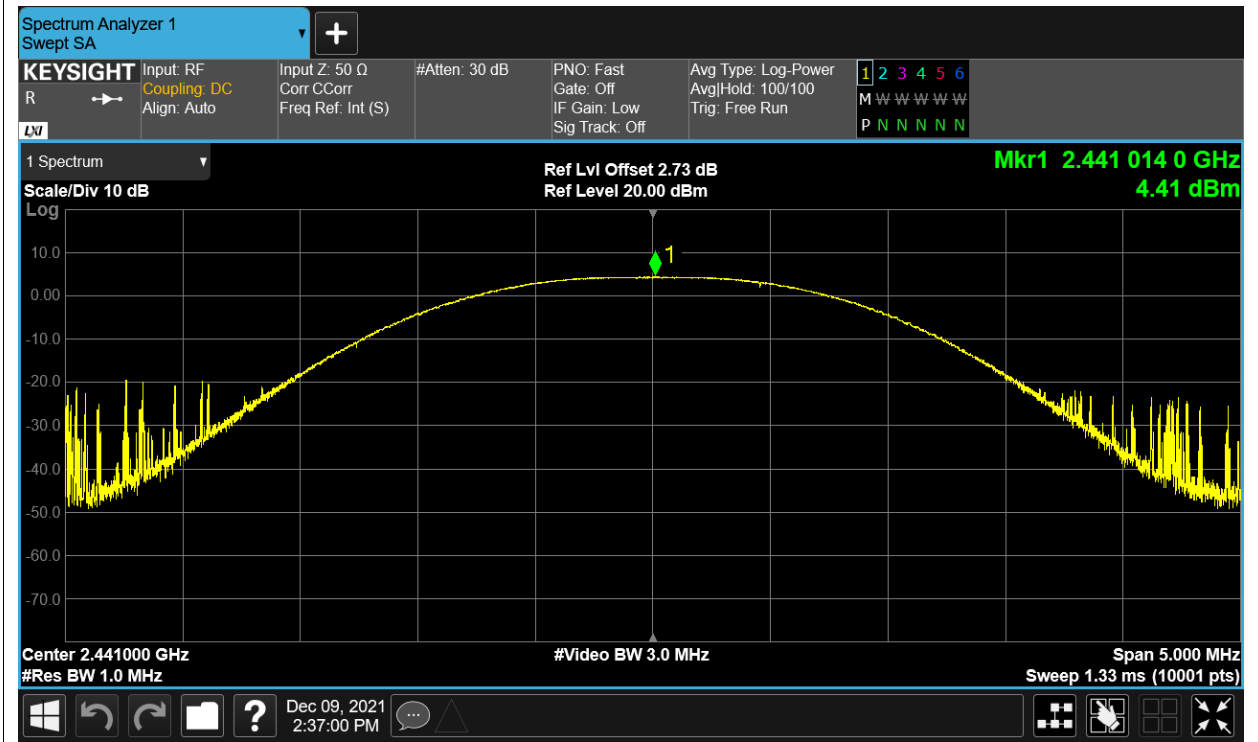 Spectrum Analyzer 1
Swept SA
KEYSIGHT
R
LXI
Input: RF
Coupling: DC
Align: Auto
Input Z: 50 Ω
Corr CCorr
Freq Ref: Int (S)
#Atten: 30 dB
PNO: Fast
Gate: Off
IF Gain: Low
Sig Track: Off
Avg Type: Log-Power
Avg|Hold: 100/100
Trig: Free Run
1 2 3 4 5 6
M W W W W W
P N N N N N
1 Spectrum
Scale/Div 10 dB
Log
Ref Lvl Offset 2.73 dB
Ref Level 20.00 dBm
Mkr1 2.441 014 0 GHz
4.41 dBm
1
10.0
0.00
-10.0
-20.0
-30.0
-40.0
-50.0
-60.0
-70.0
Center 2.441000 GHz
#Res BW 1.0 MHz
#Video BW 3.0 MHz
Span 5.000 MHz
Sweep 1.33 ms (10001 pts)
?
Dec 09, 2021
2:37:00 PM